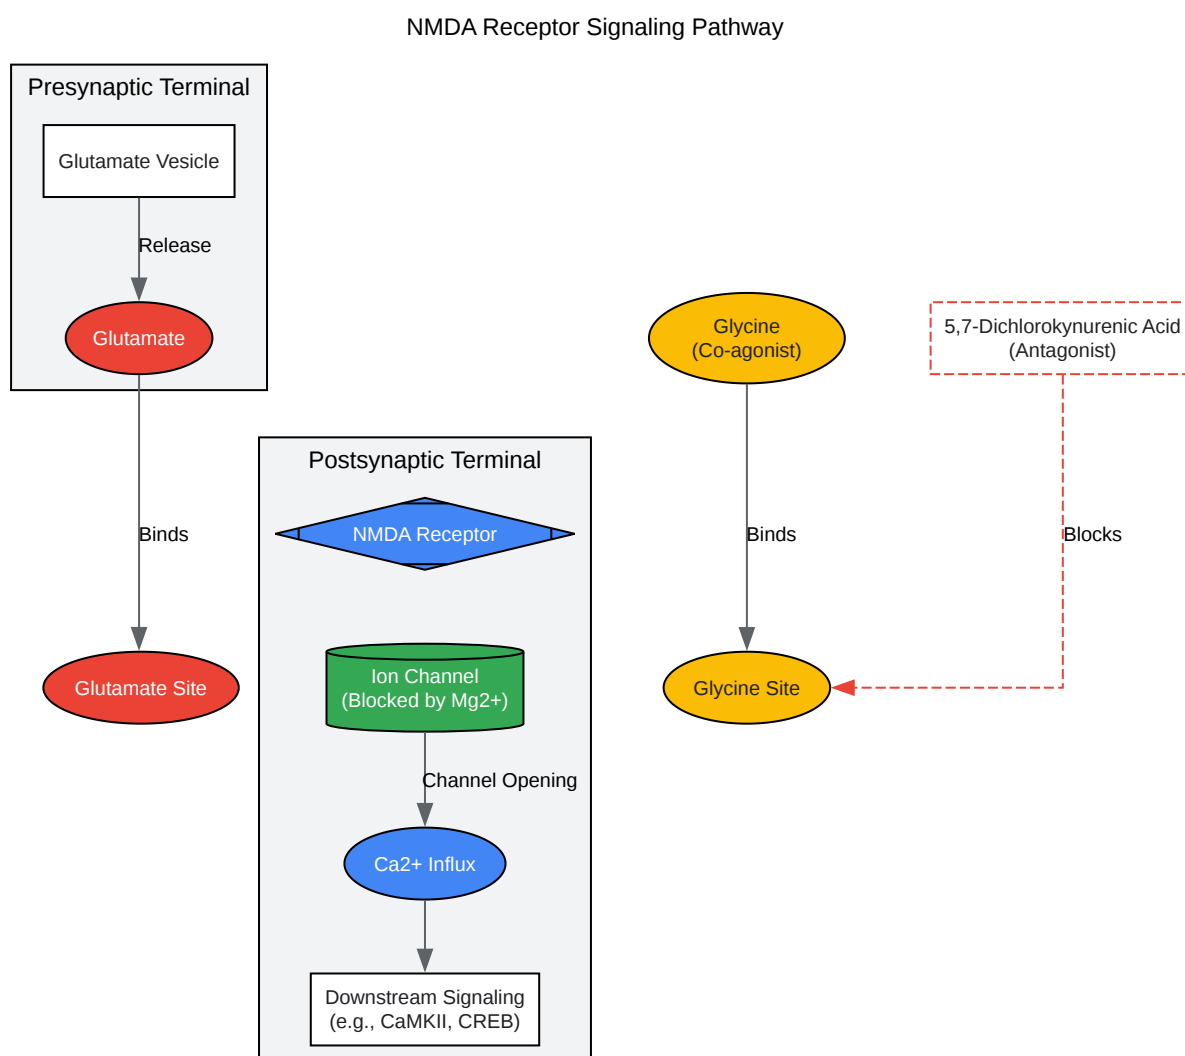 NMDA Receptor Signaling Pathway
Presynaptic Terminal
Glutamate Vesicle
Release
Glutamate
Glycine
(Co-agonist)
5,7-Dichlorokynurenic Acid
(Antagonist)
Postsynaptic Terminal
NMDA Receptor
Binds
Binds
Blocks
Glutamate Site
Ion Channel
(Blocked by Mg2+)
Glycine Site
Channel Opening
Ca2+ Influx
Downstream Signaling
(e.g., CaMKII, CREB)